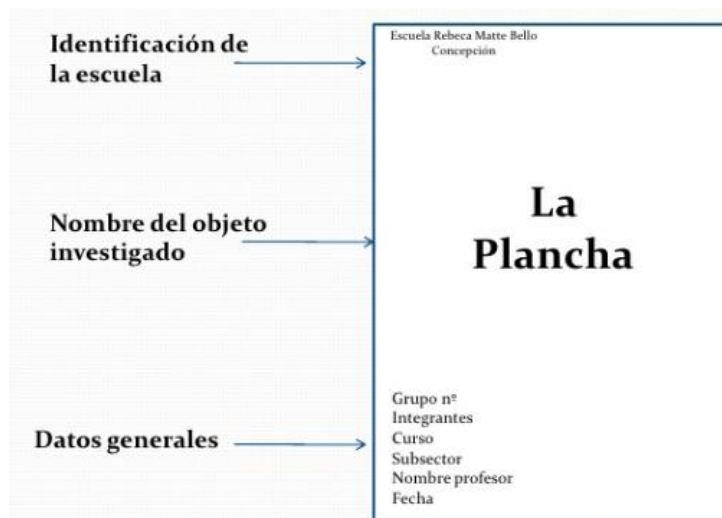 Identificación de
la escuela
Escuela Rebeca Matte Bello
Concepción
Nombre del objeto
investigado
La
Plancha
Datos generales
Grupo nº
Integrantes
Curso
Subsector
Nombre profesor
Fecha